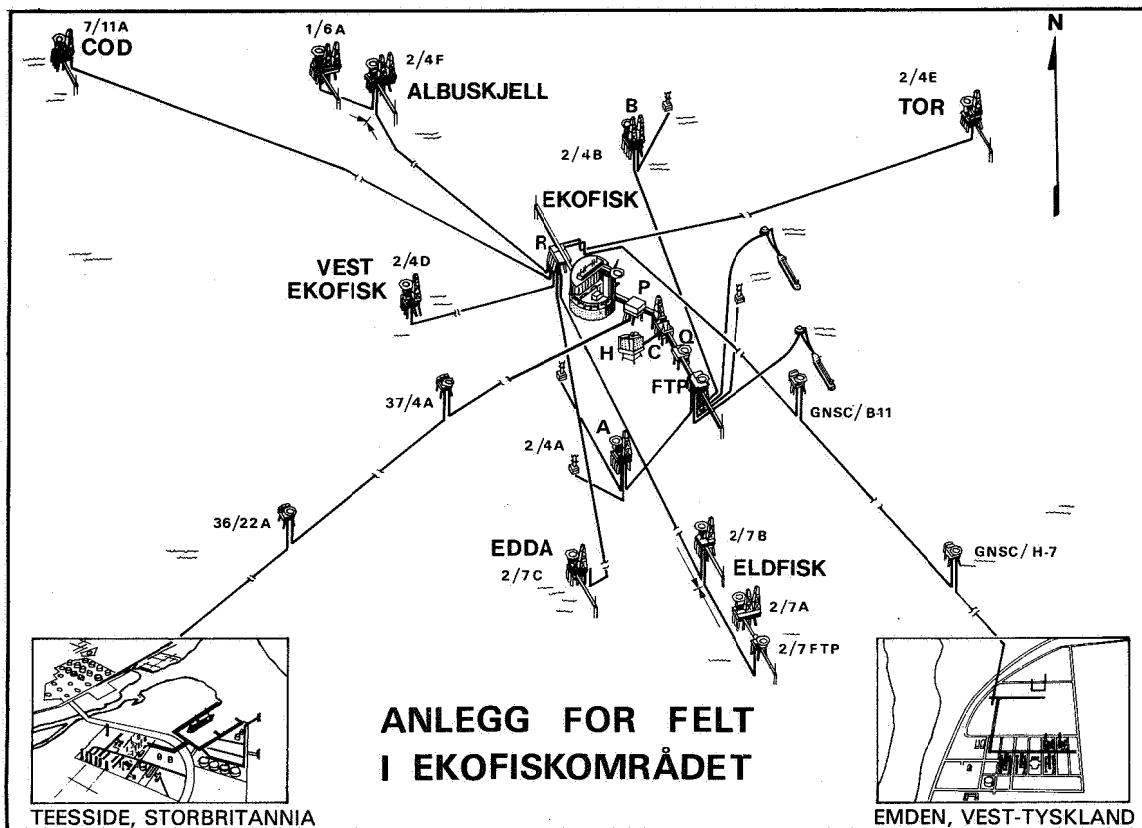 7/11A
COD
1/6A
2/4F
ALBUSKJELL
N
2/4E
TOR
B
2/4B
EKOFISK
R
VEST
EKOFISK
2/4D
P
H
C
Q
FTP
37/4A
GNSC/B-11
A
2/4A
36/22A
EDDA
2/7C
2/7B
ELDFISK
GNSC/H-7
2/7A
2/7FTP
ANLEGG FOR FELT
I EKOFISKOMRÅDET
TEESSIDE, STORBRITANNIA
EMDEN, VEST-TYSKLAND